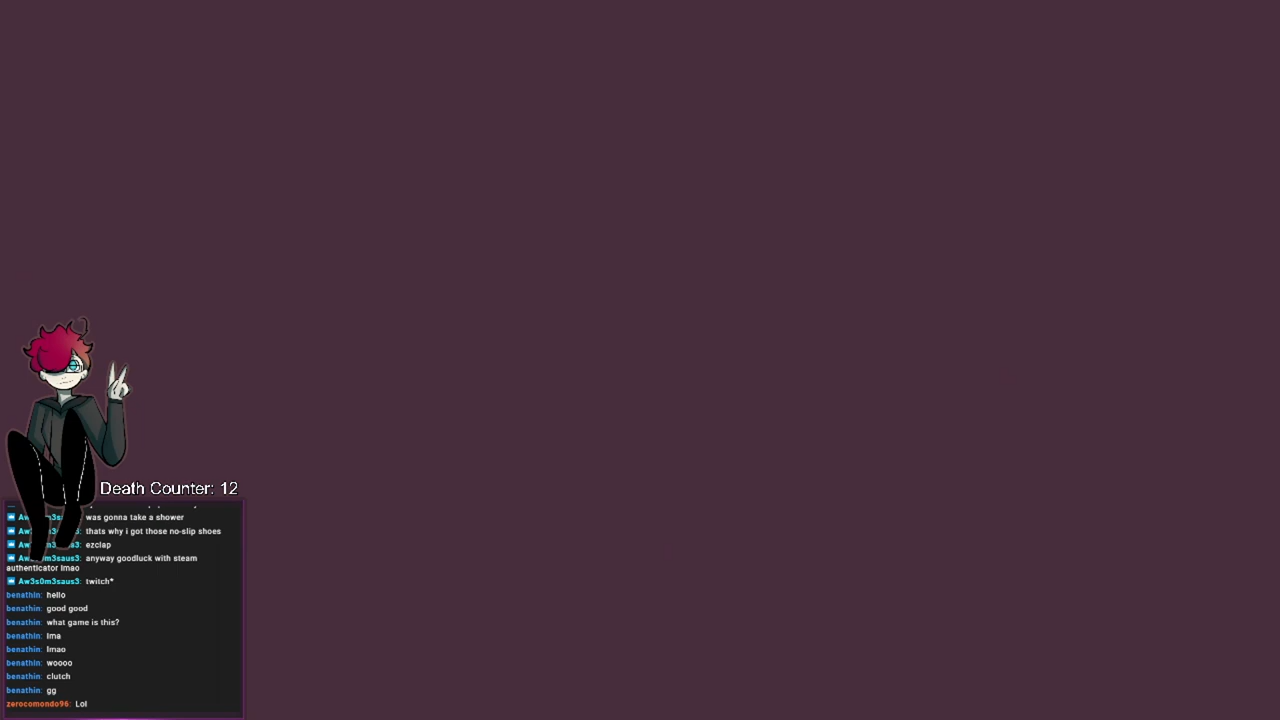 Death Counter: 12
was gonna take a shower
thats why i got those no-slip shoes
ezclap
anyway goodluck with steam
authenticator lmao
Aw3s0m3saus3: twitch*
benathin: hello
benathin: good good
benathin: what game is this?
benathin: lma
benathin: lmao
benathin: woooo
benathin: clutch
benathin: gg
zerocomondo96: Lol